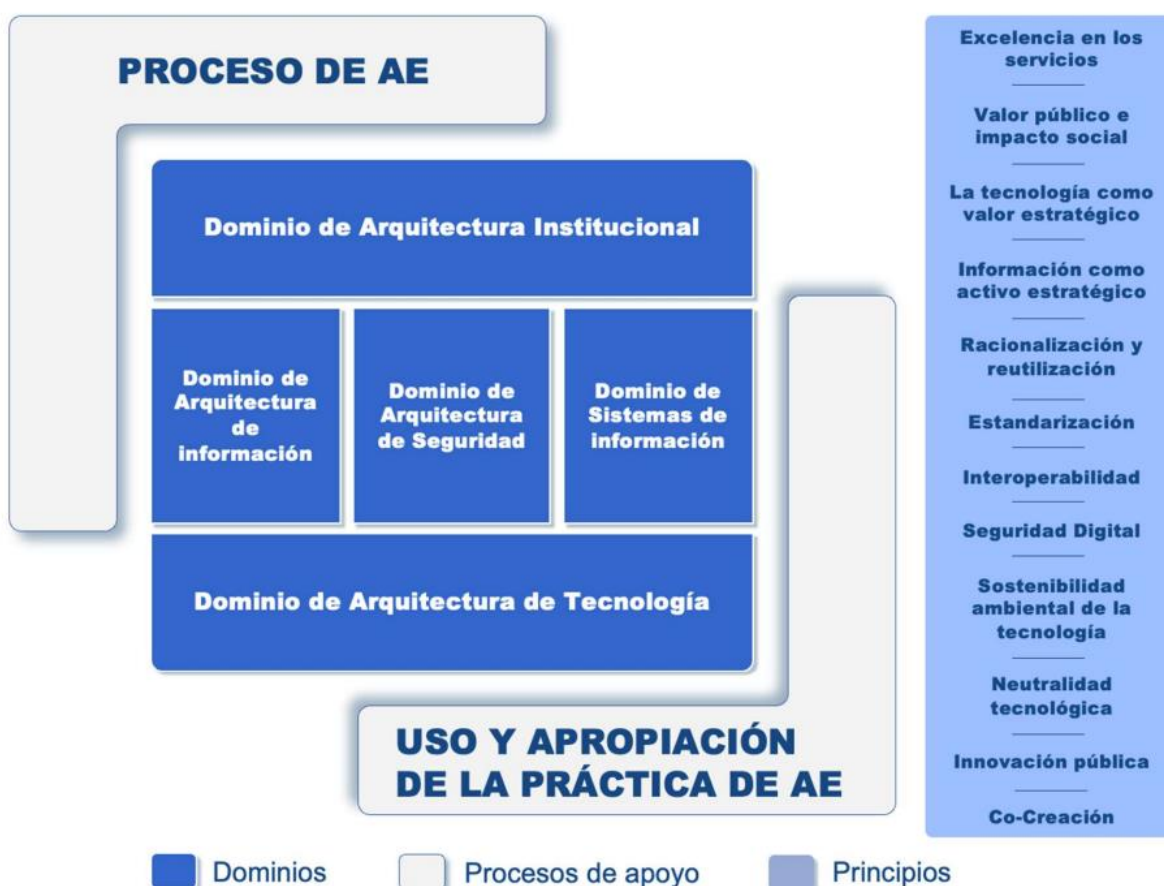 PROCESO DE AE
Dominio de Arquitectura Institucional
Dominio de
Arquitectura
de
información
Dominio de
Arquitectura
de Seguridad
Dominio de
Sistemas de
información
Dominio de Arquitectura de Tecnología
USO Y APROPIACIÓN
DE LA PRÁCTICA DE AE
Excelencia en los
servicios
Valor público e
impacto social
La tecnología como
valor estratégico
Información como
activo estratégico
Racionalización y
reutilización
Estandarización
Interoperabilidad
Seguridad Digital
Sostenibilidad
ambiental de la
tecnología
Neutralidad
tecnológica
Innovación pública
Co-Creación
Dominios
Procesos de apoyo
Principios